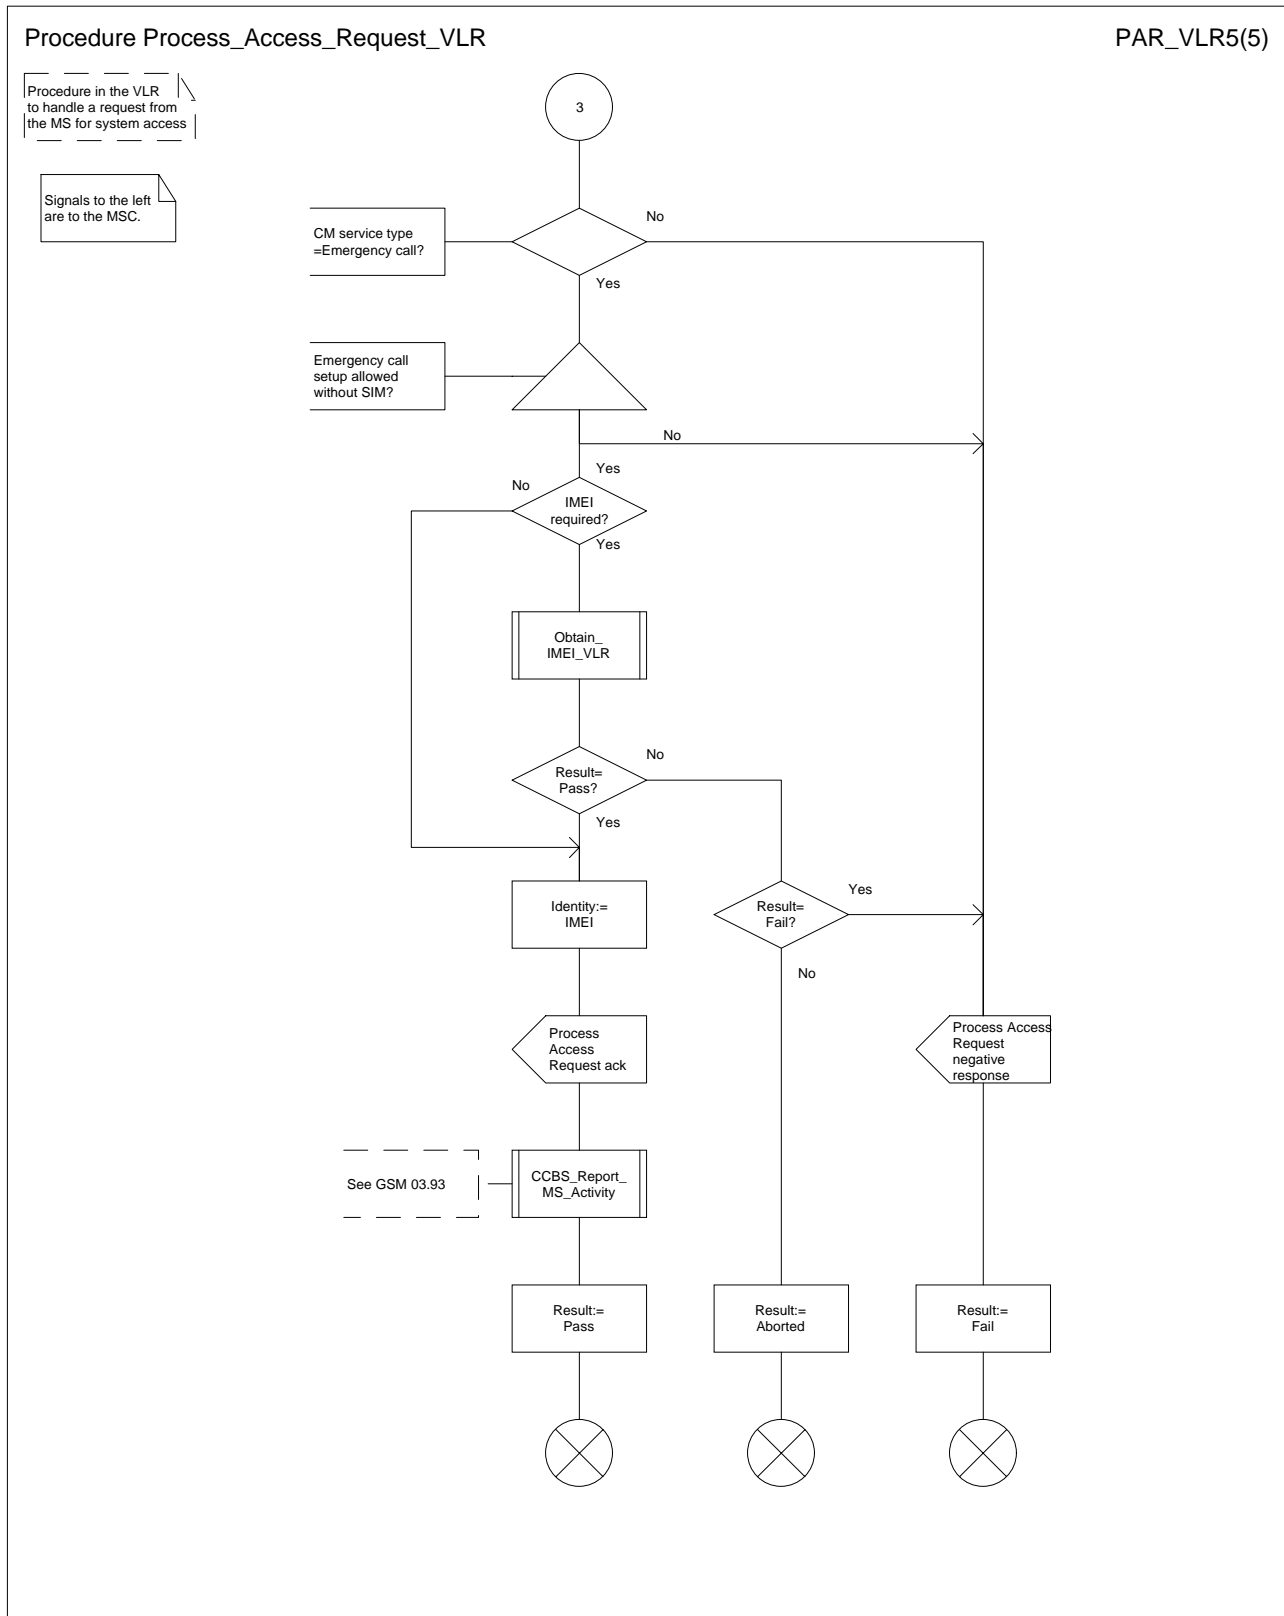 Procedure Process_Access_Request_VLR
PAR_VLR5(5)
Procedure in the VLR
to handle a request from
the MS for system access
3
Signals to the left
are to the MSC.
CM service type
=Emergency call?
No
Yes
Emergency call
setup allowed
without SIM?
No
Yes
No
IMEI
required?
Yes
Obtain_
IMEI_VLR
No
Result=
Pass?
Yes
Identity:=
IMEI
Result=
Fail?
Yes
No
Process
Access
Request ack
Process Access
Request
negative
response
See GSM 03.93
CCBS_Report_
MS_Activity
Result:=
Pass
Result:=
Aborted
Result:=
Fail